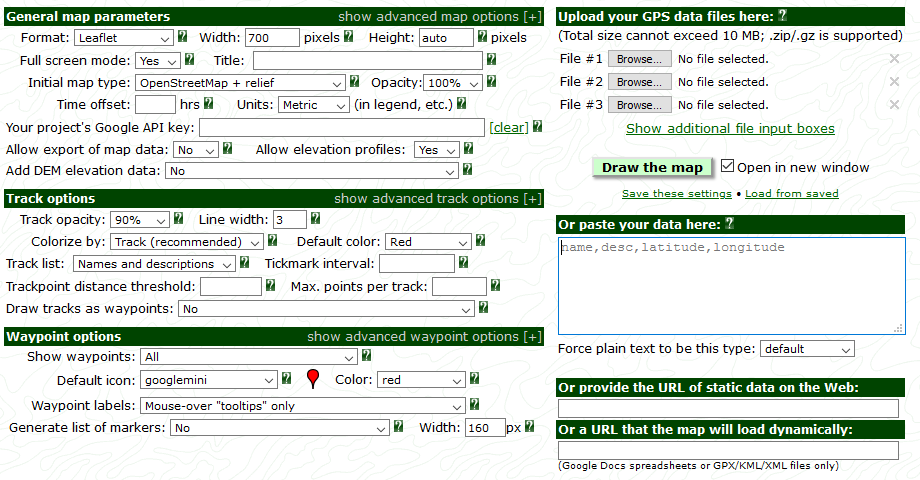 General map parameters show advanced map options [+]
Format: Leaflet Width: 700 pixels Height: auto pixels
Full screen mode: Yes Title:
Initial map type: OpenStreetMap + relief Opacity: 100%
Time offset: hrs Units: Metric (in legend, etc.)
Your project's Google API key: [clear]
Allow export of map data: No Allow elevation profiles: Yes
Add DEM elevation data: No
Track options show advanced track options [+]
Track opacity: 90% Line width: 3
Colorize by: Track (recommended) Default color: Red
Track list: Names and descriptions Tickmark interval:
Trackpoint distance threshold: Max. points per track:
Draw tracks as waypoints: No
Waypoint options show advanced waypoint options [+]
Show waypoints: All
Default icon: googlemini Color: red
Waypoint labels: Mouse-over "tooltips" only
Generate list of markers: No Width: 160 px
Upload your GPS data files here:
(Total size cannot exceed 10 MB; .zip/.gz is supported)
File #1 Browse... No file selected.
File #2 Browse... No file selected.
File #3 Browse... No file selected.
Show additional file input boxes
Draw the map Open in new window
Save these settings • Load from saved
Or paste your data here:
name,desc,latitude,longitude
Force plain text to be this type: default
Or provide the URL of static data on the Web:
Or a URL that the map will load dynamically:
(Google Docs spreadsheets or GPX/KML/XML files only)